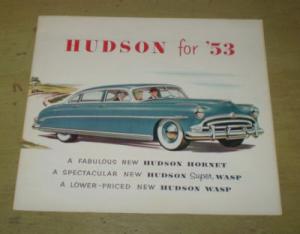 HUDSON for '53
A FABULOUS NEW HUDSON HORNET
A SPECTACULAR NEW HUDSON Super WASP
A LOWER-PRICED NEW HUDSON WASP